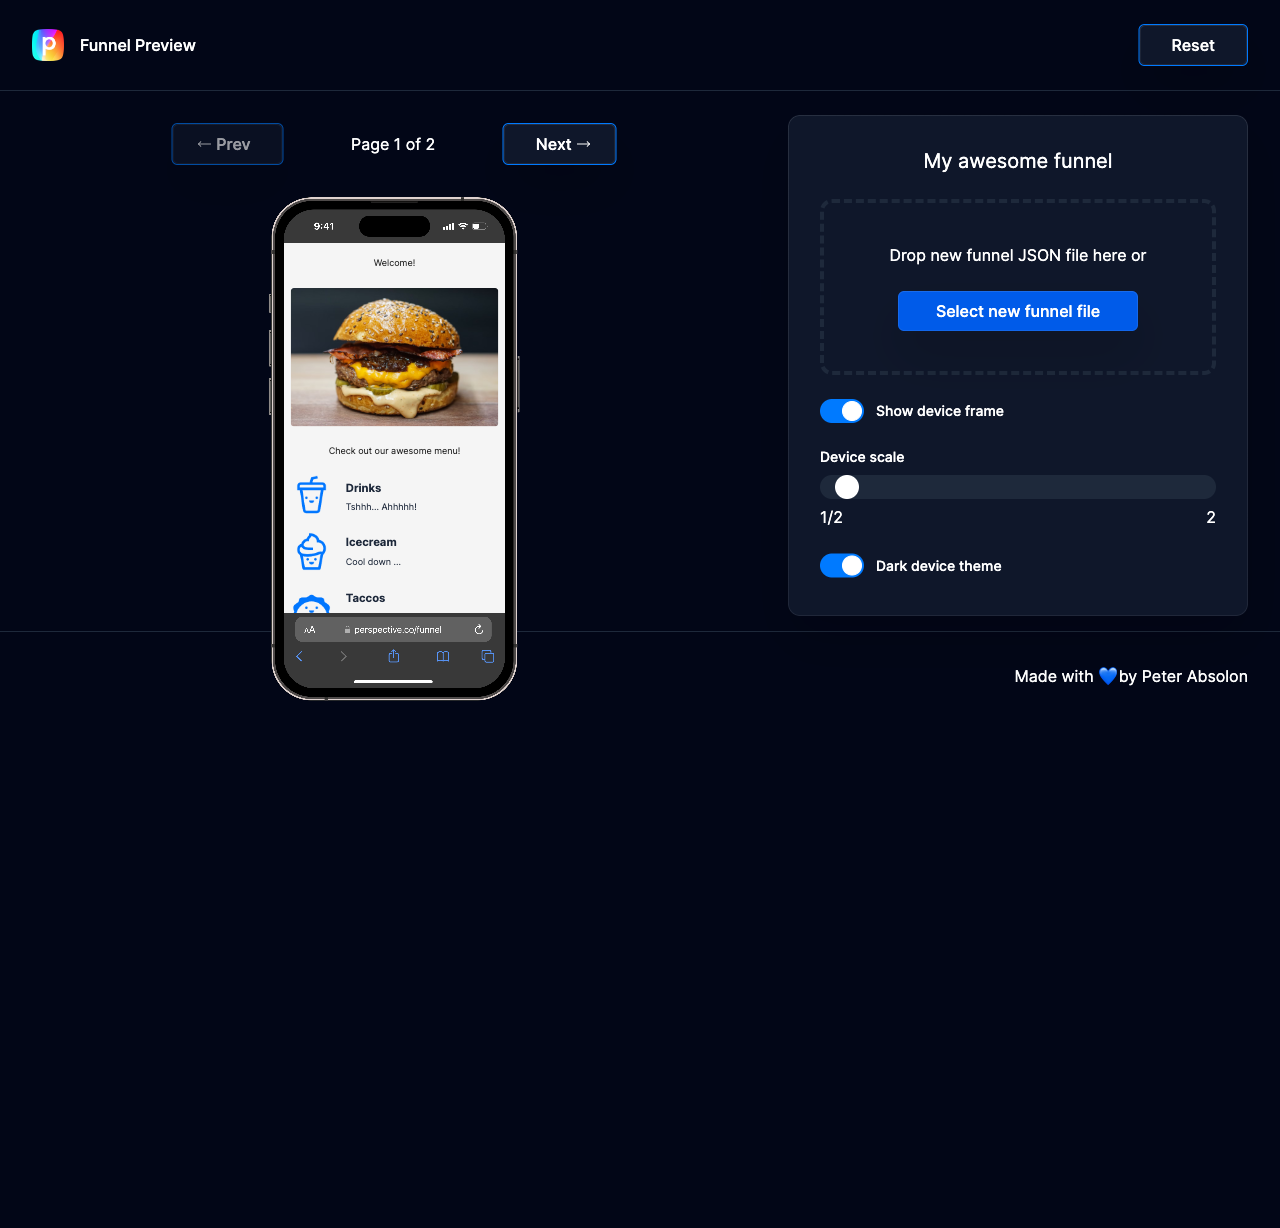 Funnel Preview
Reset
← Prev
Page 1 of 2
Next →
9:41
Welcome!
Check out our awesome menu!
Drinks
Tshhh... Ahhhhh!
Icecream
Cool down ...
Taccos
AA
perspective.co/funnel
My awesome funnel
Drop new funnel JSON file here or
Select new funnel file
Show device frame
Device scale
1/2
2
Dark device theme
Made with 💙by Peter Absolon